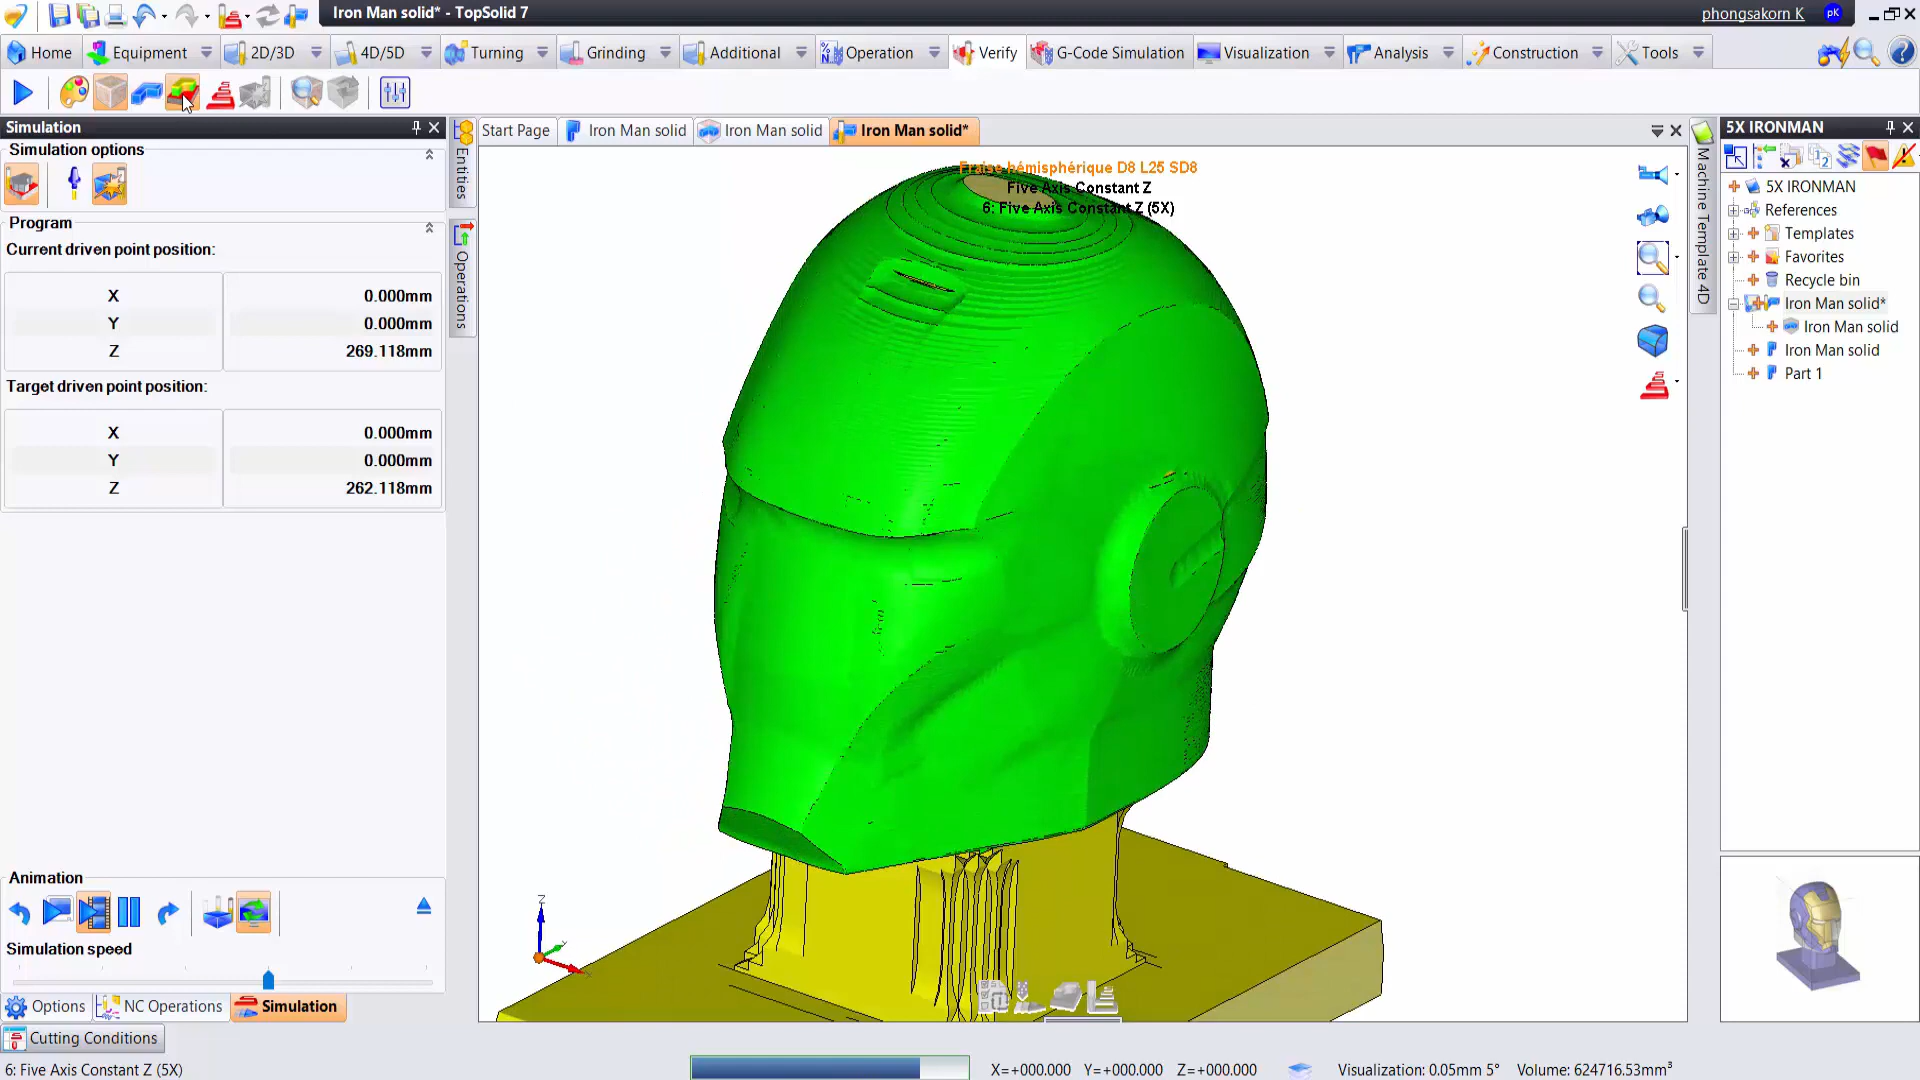 Iron Man solid* - TopSolid 7
phongsakorn K
pK
Home
Equipment
2D/3D
4D/5D
Turning
Grinding
Additional
Operation
Verify
G-Code Simulation
Visualization
Analysis
Construction
Tools
Simulation
Simulation options
Program
Current driven point position:
X 0.000mm
Y 0.000mm
Z 269.118mm
Target driven point position:
X 0.000mm
Y 0.000mm
Z 262.118mm
Animation
Simulation speed
Options
NC Operations
Simulation
Cutting Conditions
6: Five Axis Constant Z (5X)
Entities
Operations
Start Page
Iron Man solid
Iron Man solid
Iron Man solid*
Fraise hémisphérique D8 L25 SD8
Five Axis Constant Z
6: Five Axis Constant Z (5X)
Z
X
Machine Template 4D
5X IRONMAN
5X IRONMAN
References
Templates
Favorites
Recycle bin
Iron Man solid*
Iron Man solid
Iron Man solid
Part 1
X=+000.000 Y=+000.000 Z=+000.000
Visualization: 0.05mm 5°
Volume: 624716.53mm³